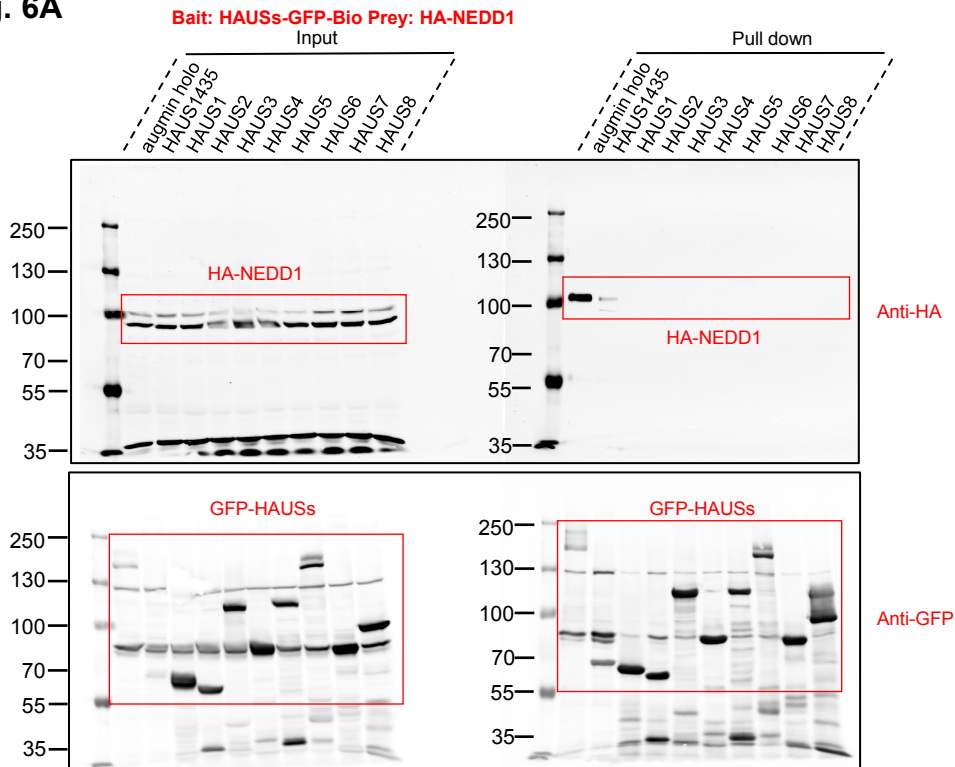 . 6A
Bait: HAUSs-GFP-Bio Prey: HA-NEDD1
Input
Pull down
augmin holo
HAUS1435
HAUS1
HAUS2
HAUS3
HAUS4
HAUS5
HAUS6
HAUS7
HAUS8
augmin holo
HAUS1435
HAUS1
HAUS2
HAUS3
HAUS4
HAUS5
HAUS6
HAUS7
HAUS8
250
130
100
70
55
35
HA-NEDD1
250
130
100
70
55
35
HA-NEDD1
Anti-HA
GFP-HAUSs
250
130
100
70
55
35
GFP-HAUSs
250
130
100
70
55
35
Anti-GFP